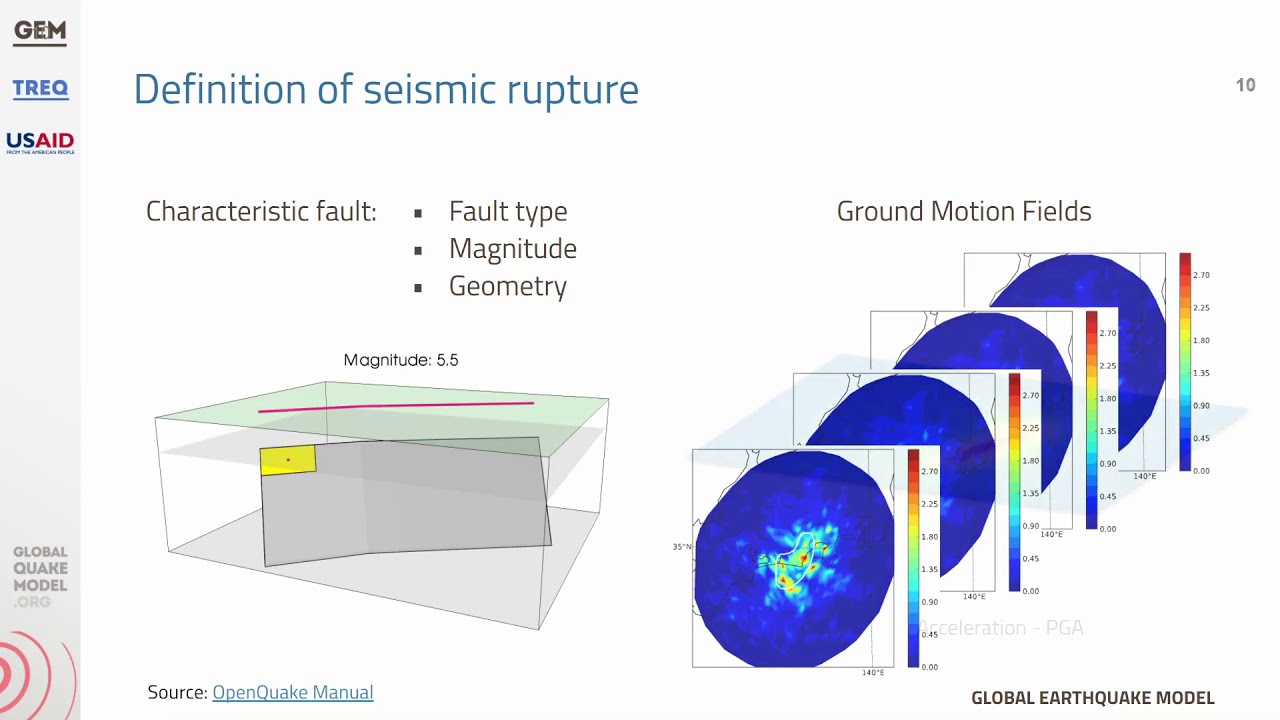 GEM
TREQ
USAID
FROM THE AMERICAN PEOPLE
Definition of seismic rupture
10
Characteristic fault:
▪ Fault type
▪ Magnitude
▪ Geometry
Ground Motion Fields
Magnitude: 5.5
2.70
2.25
1.80
1.35
0.90
0.45
0.00
140°E
2.70
2.25
1.80
1.35
0.90
0.45
0.00
140°E
2.70
2.25
1.80
1.35
0.90
0.45
0.00
140°E
2.70
2.25
1.80
1.35
0.90
0.45
0.00
35°N
140°E
Acceleration - PGA
GLOBAL
QUAKE
MODEL
.ORG
Source: OpenQuake Manual
GLOBAL EARTHQUAKE MODEL